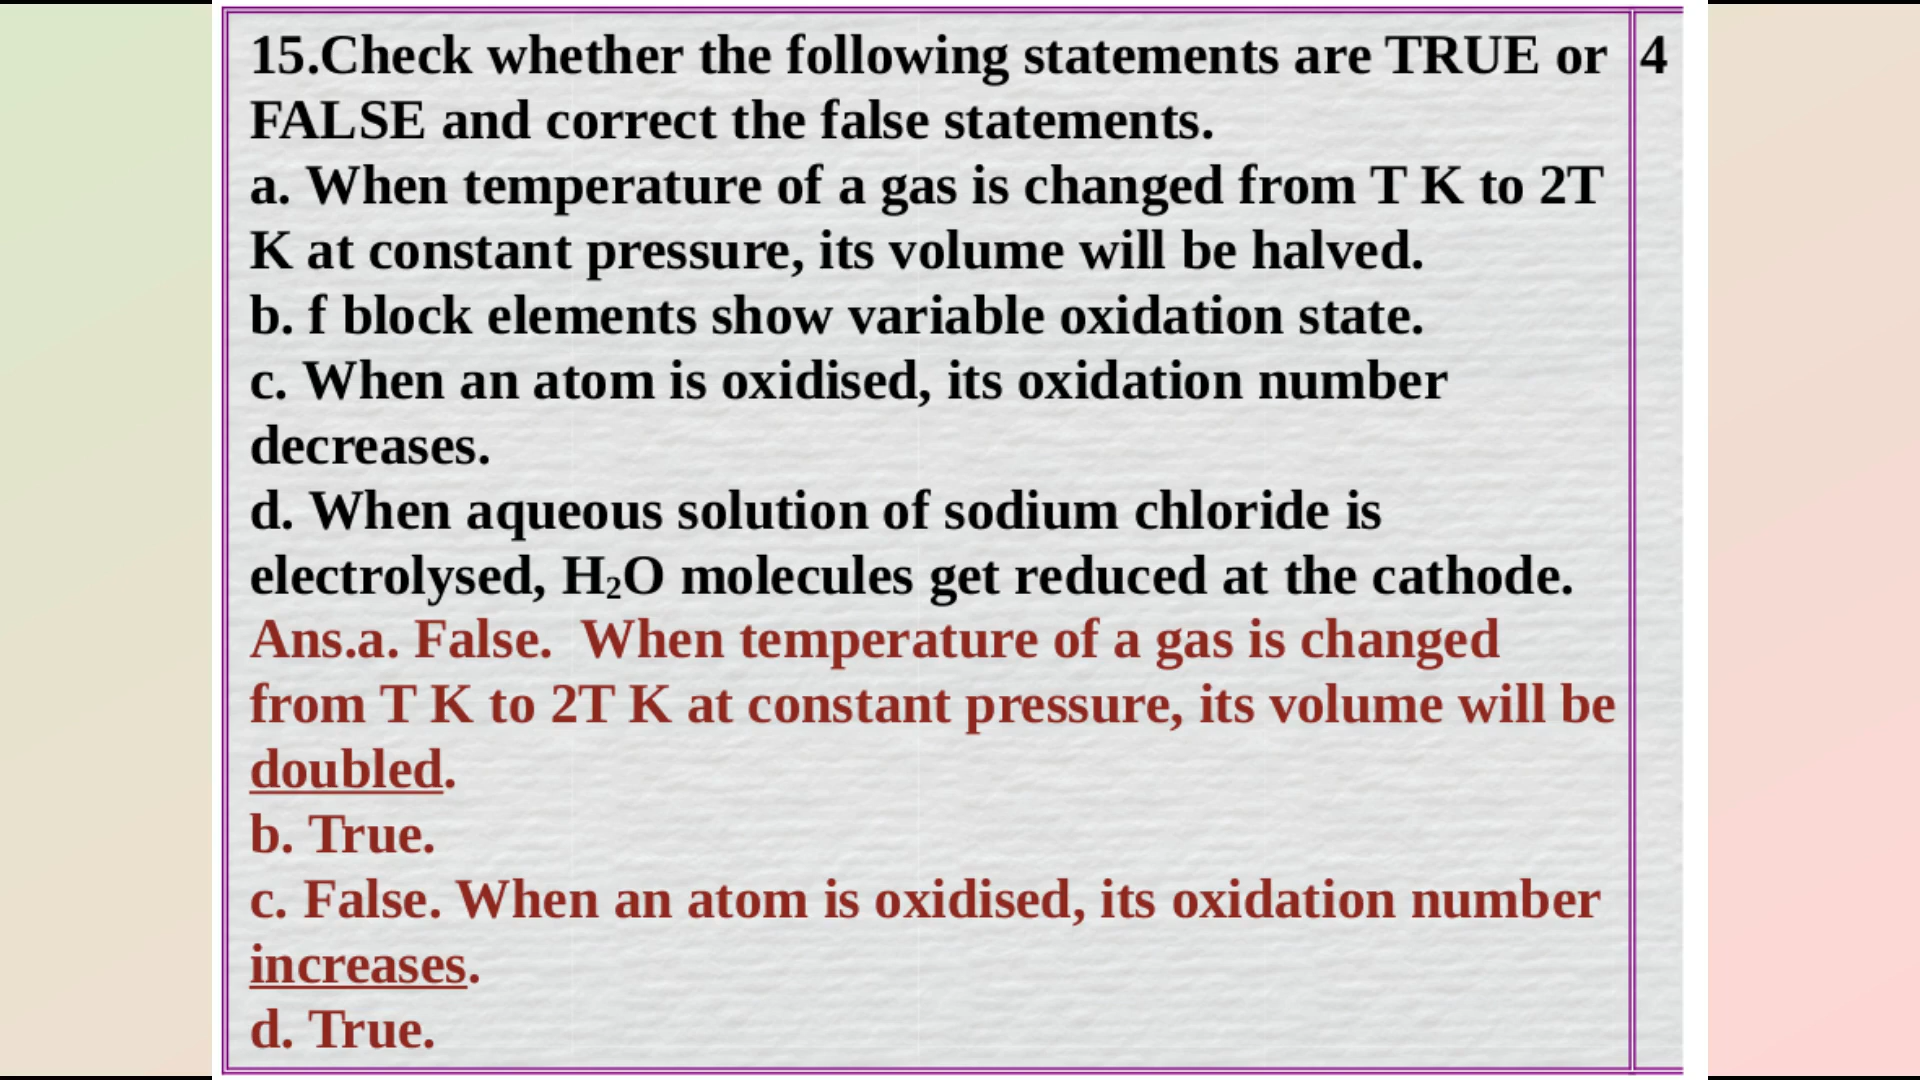 15.Check whether the following statements are TRUE or 4
FALSE and correct the false statements.
a. When temperature of a gas is changed from T K to 2T
K at constant pressure, its volume will be halved.
b. f block elements show variable oxidation state.
c. When an atom is oxidised, its oxidation number
decreases.
d. When aqueous solution of sodium chloride is
electrolysed, H₂O molecules get reduced at the cathode.
Ans.a. False.  When temperature of a gas is changed
from T K to 2T K at constant pressure, its volume will be
doubled.
b. True.
c. False. When an atom is oxidised, its oxidation number
increases.
d. True.